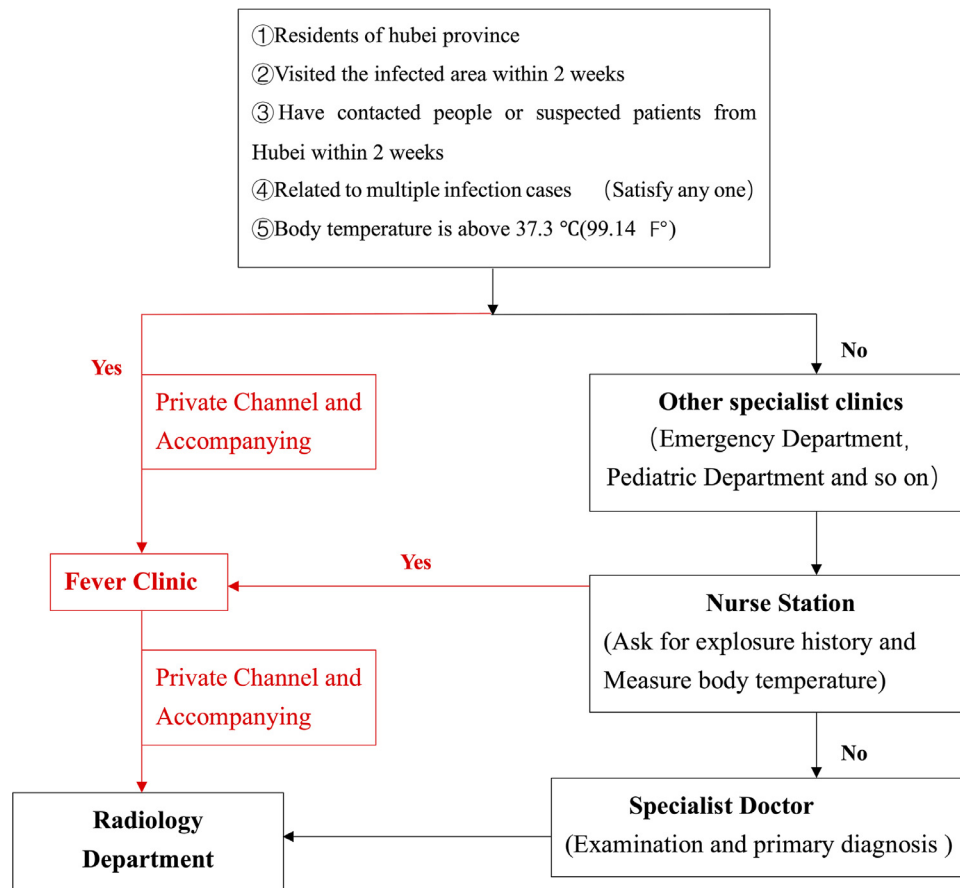 ①Residents of hubei province
②Visited the infected area within 2 weeks
③Have contacted people or suspected patients from
Hubei within 2 weeks
④Related to multiple infection cases （Satisfy any one）
⑤Body temperature is above 37.3 ℃(99.14 F°)
Yes
No
Private Channel and
Accompanying
Other specialist clinics
（Emergency Department,
Pediatric Department and so on）
Fever Clinic
Yes
Nurse Station
(Ask for explosure history and
Measure body temperature)
Private Channel and
Accompanying
No
Radiology
Department
Specialist Doctor
(Examination and primary diagnosis )